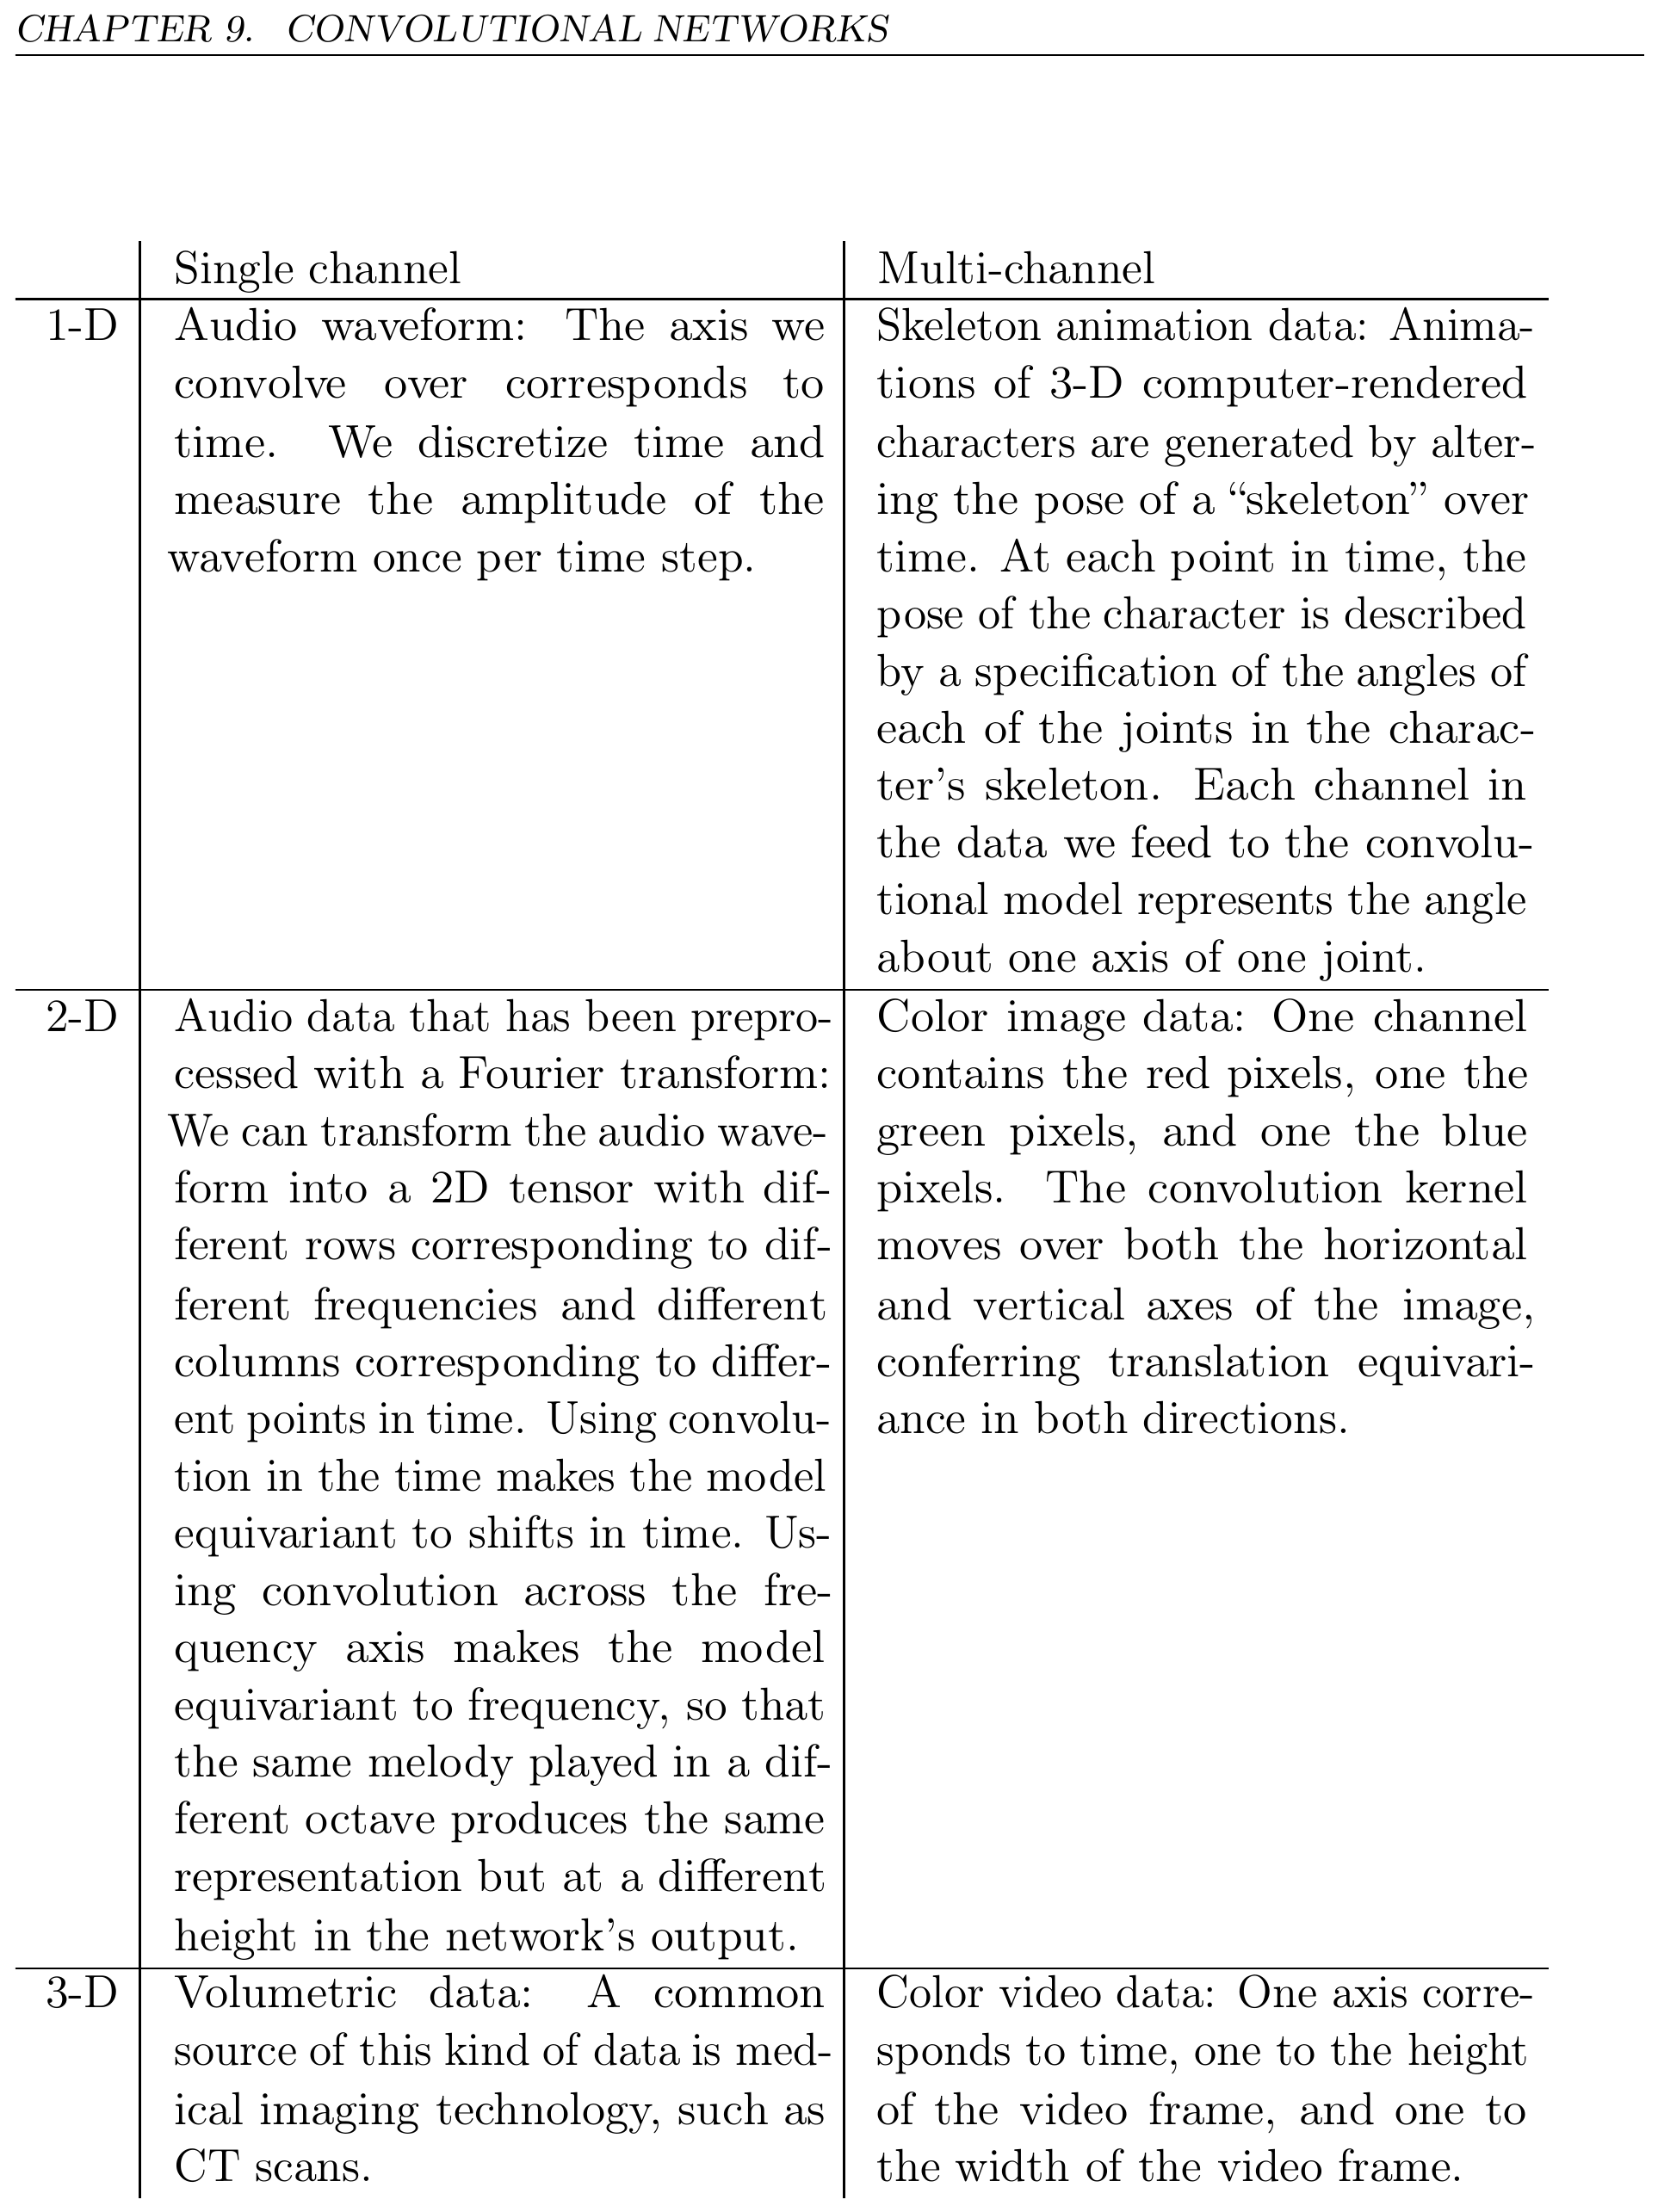 CHAPTER 9. CONVOLUTIONAL NETWORKS
Single channel
Multi-channel
1-D
Audio waveform: The axis we
convolve over corresponds to
time. We discretize time and
measure the amplitude of the
waveform once per time step.
Skeleton animation data: Anima-
tions of 3-D computer-rendered
characters are generated by alter-
ing the pose of a “skeleton” over
time. At each point in time, the
pose of the character is described
by a specification of the angles of
each of the joints in the charac-
ter’s skeleton. Each channel in
the data we feed to the convolu-
tional model represents the angle
about one axis of one joint.
2-D
Audio data that has been prepro-
cessed with a Fourier transform:
We can transform the audio wave-
form into a 2D tensor with dif-
ferent rows corresponding to dif-
ferent frequencies and different
columns corresponding to differ-
ent points in time. Using convolu-
tion in the time makes the model
equivariant to shifts in time. Us-
ing convolution across the fre-
quency axis makes the model
equivariant to frequency, so that
the same melody played in a dif-
ferent octave produces the same
representation but at a different
height in the network’s output.
Color image data: One channel
contains the red pixels, one the
green pixels, and one the blue
pixels. The convolution kernel
moves over both the horizontal
and vertical axes of the image,
conferring translation equivari-
ance in both directions.
3-D
Volumetric data: A common
source of this kind of data is med-
ical imaging technology, such as
CT scans.
Color video data: One axis corre-
sponds to time, one to the height
of the video frame, and one to
the width of the video frame.